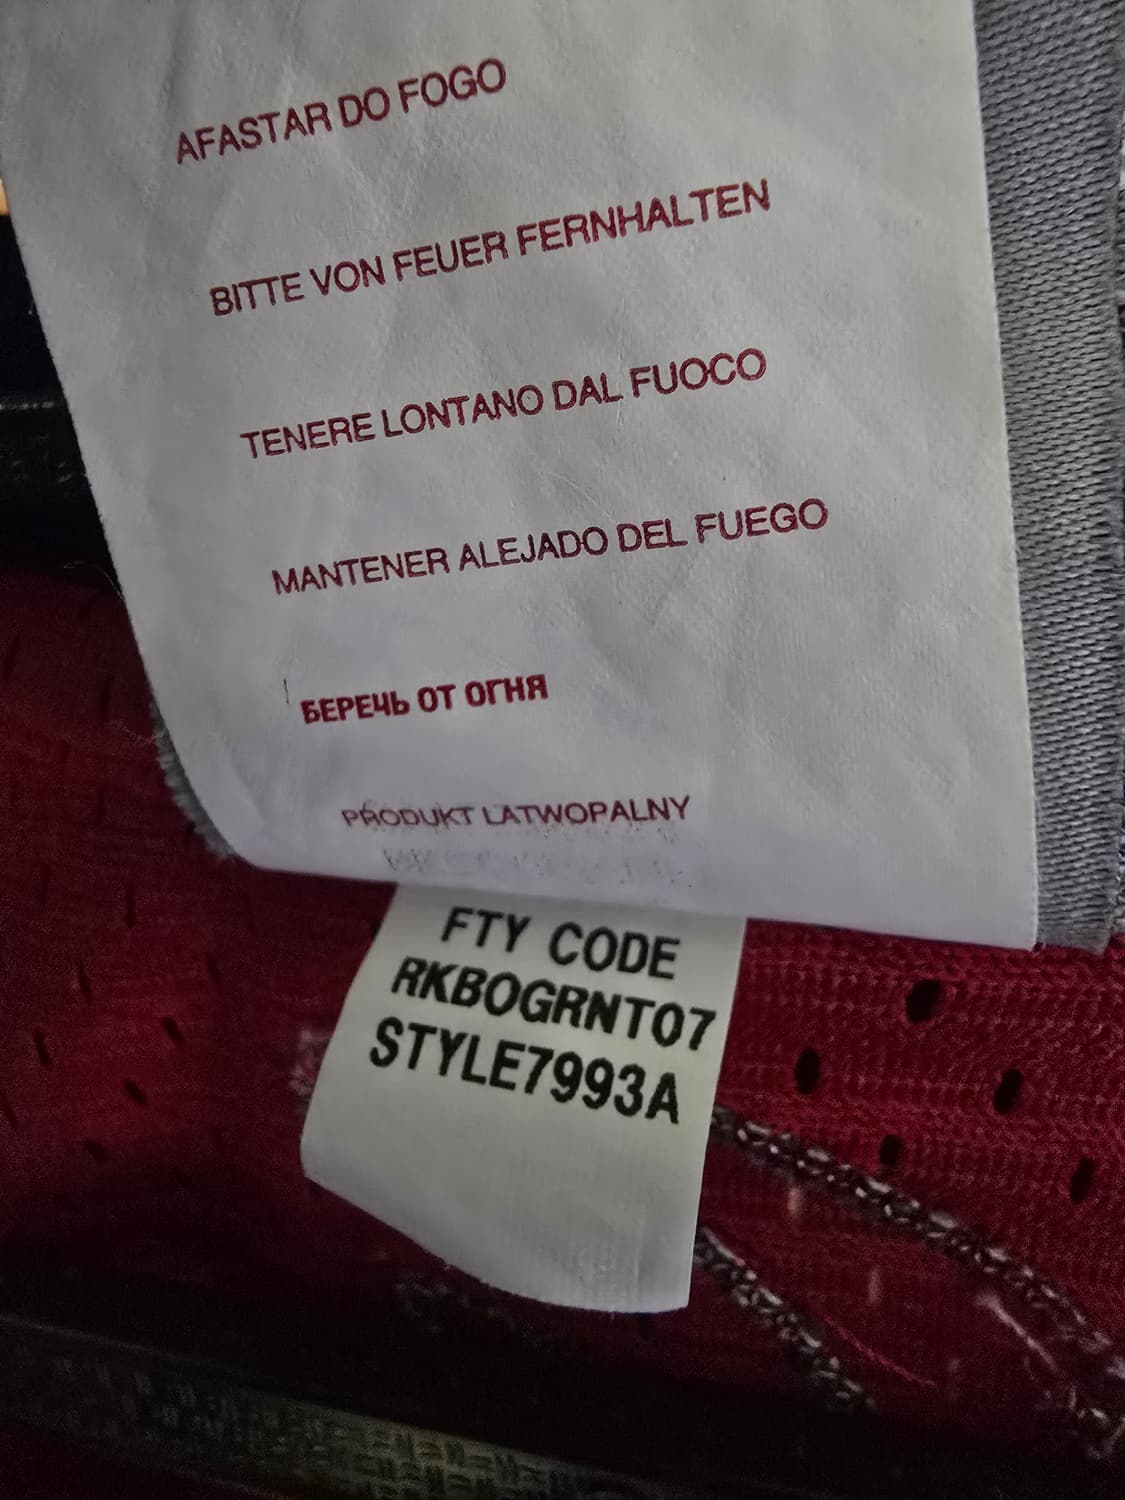 AFASTAR DO FOGO
BITTE VON FEUER FERNHALTEN
TENERE LONTANO DAL FUOCO
MANTENER ALEJADO DEL FUEGO
БЕРЕЧЬ ОТ ОГНЯ
PRODUKT LATWOPALNY
FTY CODE
RKBOGRNT07
STYLE7993A